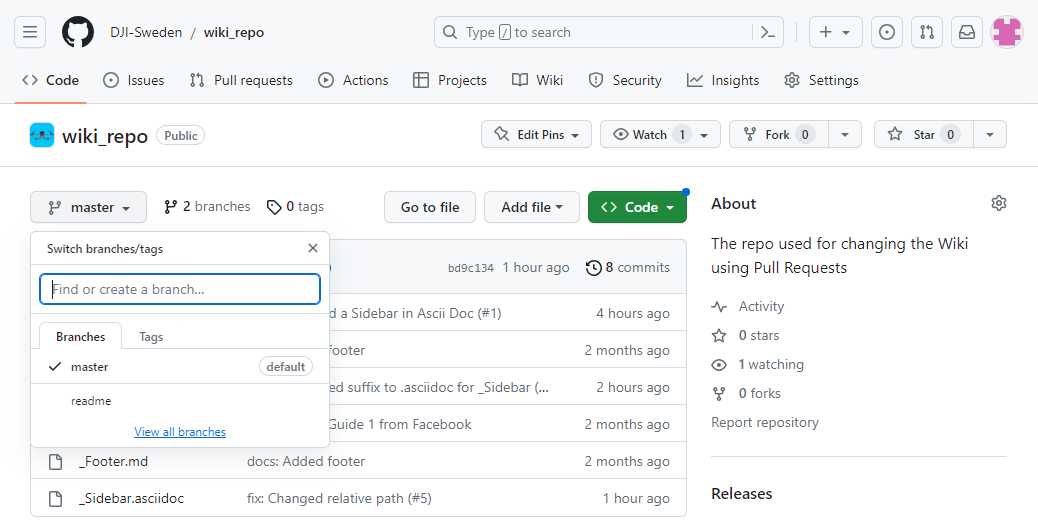 DJI-Sweden / wiki_repo
Type / to search
Code Issues Pull requests Actions Projects Wiki Security Insights Settings
wiki_repo Public
Edit Pins Watch 1 Fork 0 Star 0
master 2 branches 0 tags Go to file Add file Code
Switch branches/tags
Find or create a branch...
Branches Tags
master default
readme
View all branches
bd9c134 1 hour ago 8 commits
d a Sidebar in Ascii Doc (#1) 4 hours ago
footer 2 months ago
ed suffix to .asciidoc for _Sidebar (... 2 hours ago
Guide 1 from Facebook 2 months ago
_Footer.md docs: Added footer 2 months ago
_Sidebar.asciidoc fix: Changed relative path (#5) 1 hour ago
About
The repo used for changing the Wiki
using Pull Requests
Activity
0 stars
1 watching
0 forks
Report repository
Releases